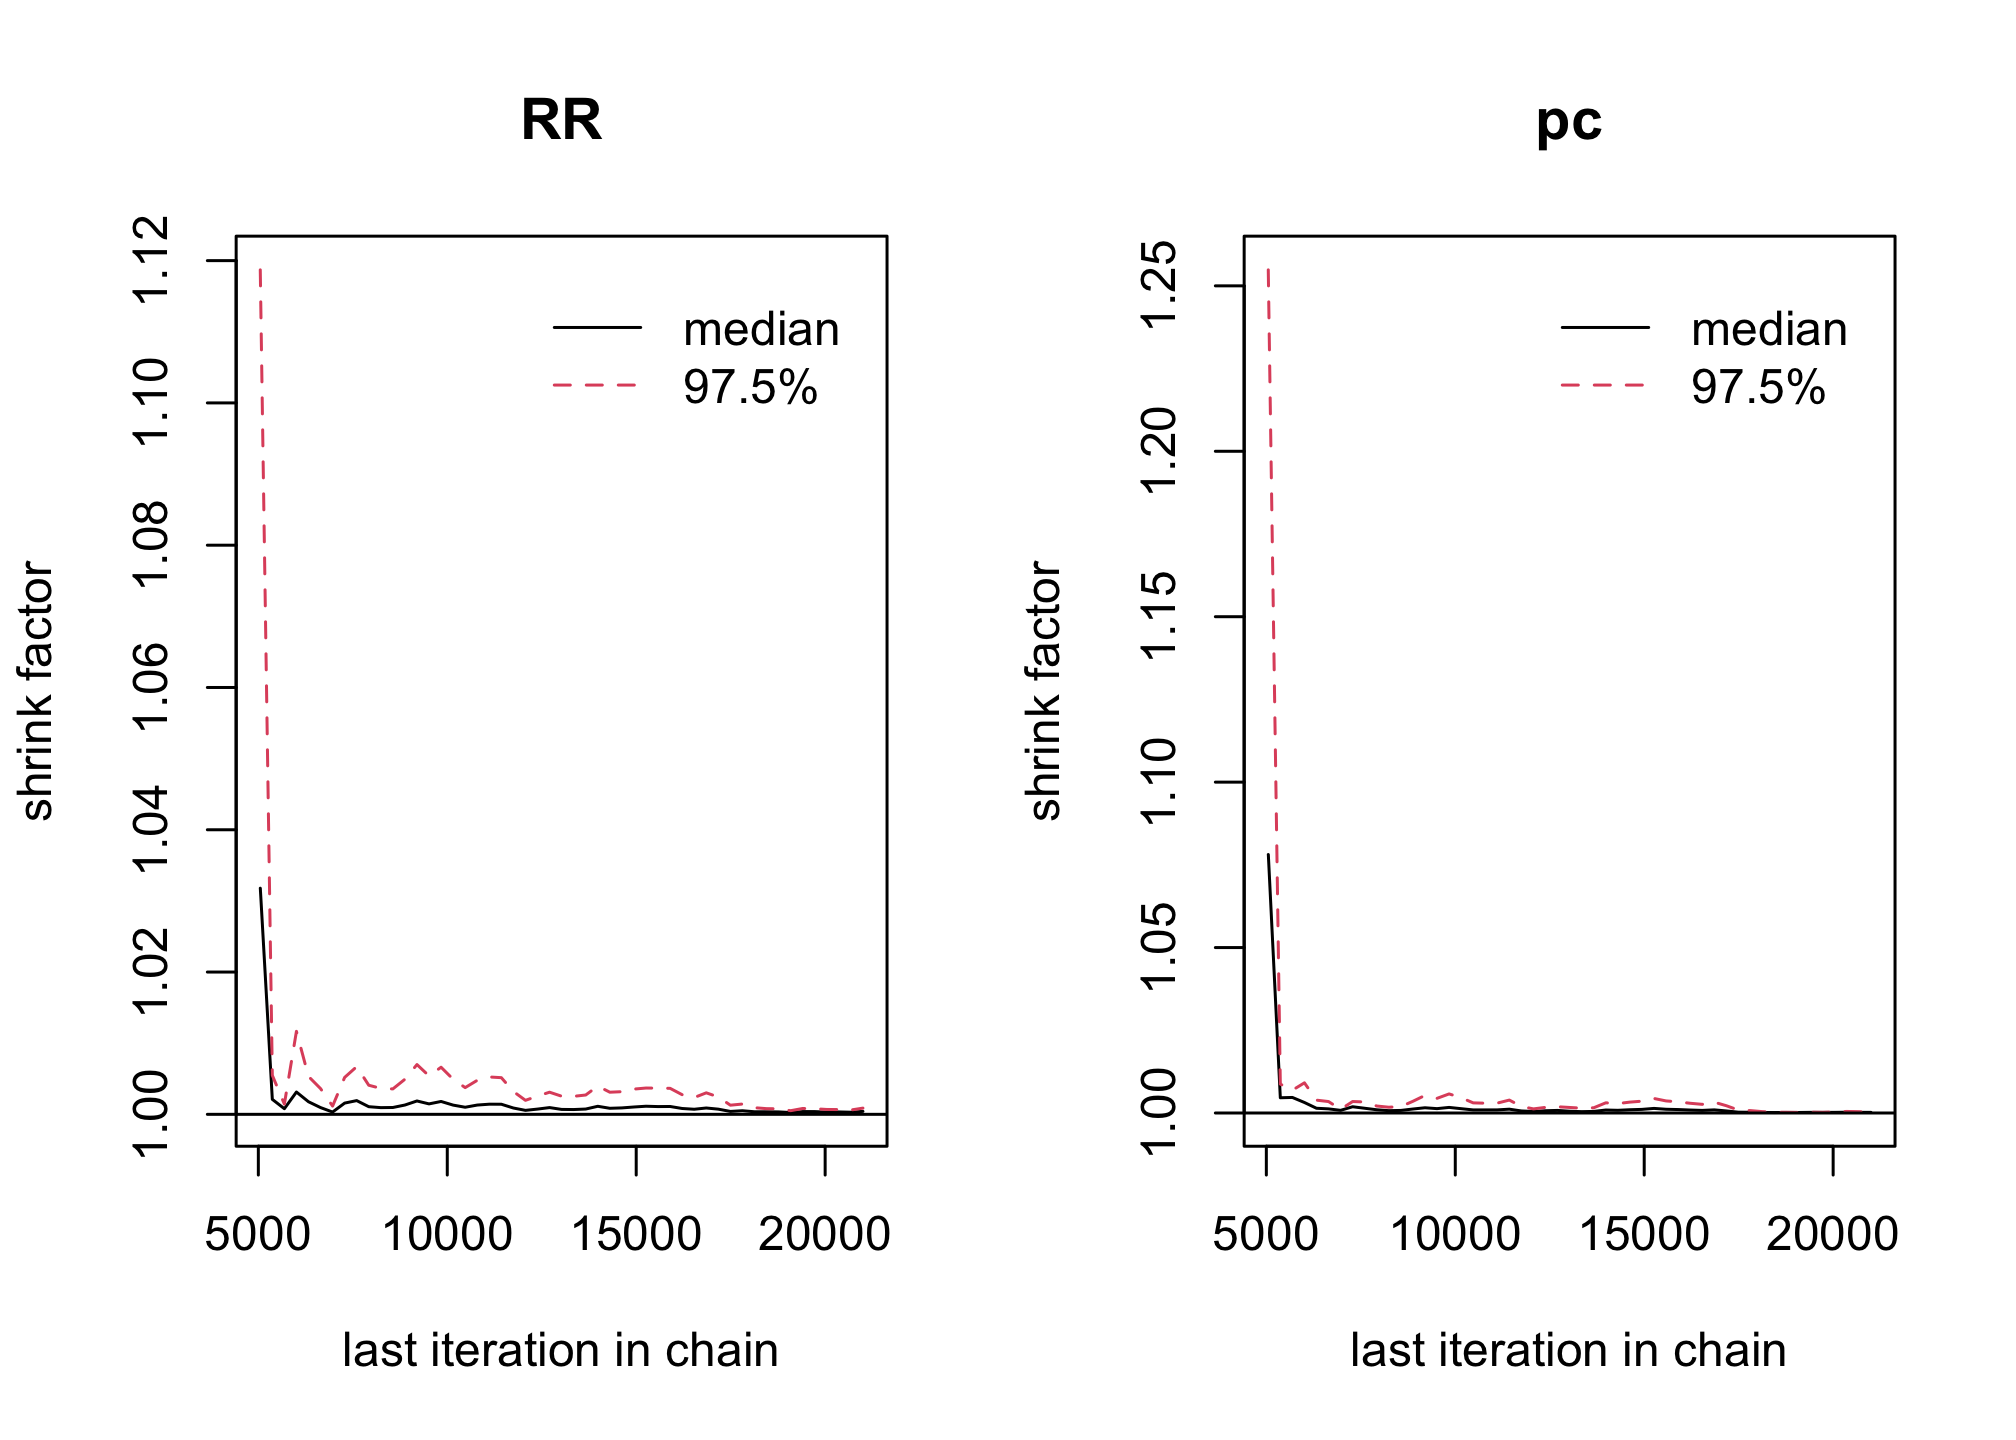 RR
shrink factor
1.12
1.10
1.08
1.06
1.04
1.02
1.00
median
97.5%
5000 10000 15000 20000
last iteration in chain
pc
shrink factor
1.25
1.20
1.15
1.10
1.05
1.00
median
97.5%
5000 10000 15000 20000
last iteration in chain